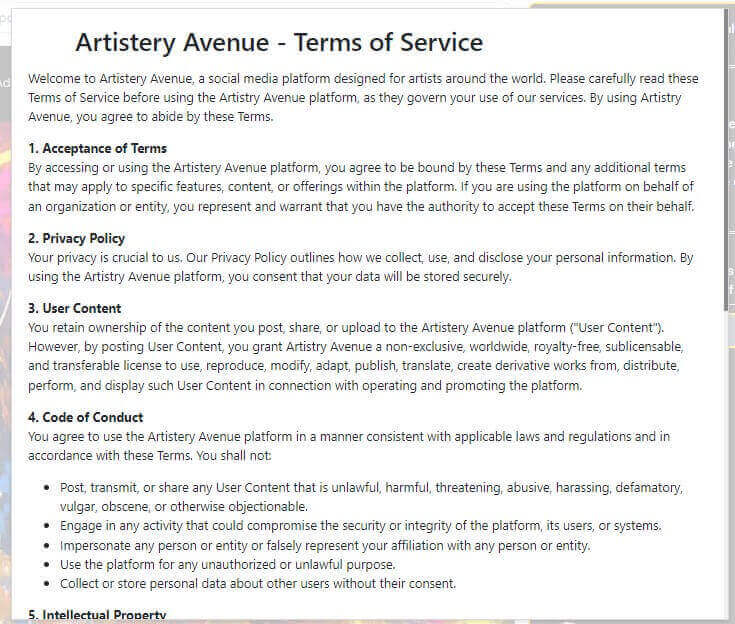 Artistery Avenue - Terms of Service
Welcome to Artistery Avenue, a social media platform designed for artists around the world. Please carefully read these
Terms of Service before using the Artistry Avenue platform, as they govern your use of our services. By using Artistry
Avenue, you agree to abide by these Terms.
1. Acceptance of Terms
By accessing or using the Artistery Avenue platform, you agree to be bound by these Terms and any additional terms
that may apply to specific features, content, or offerings within the platform. If you are using the platform on behalf of
an organization or entity, you represent and warrant that you have the authority to accept these Terms on their behalf.
2. Privacy Policy
Your privacy is crucial to us. Our Privacy Policy outlines how we collect, use, and disclose your personal information. By
using the Artistry Avenue platform, you consent that your data will be stored securely.
3. User Content
You retain ownership of the content you post, share, or upload to the Artistery Avenue platform ("User Content").
However, by posting User Content, you grant Artistry Avenue a non-exclusive, worldwide, royalty-free, sublicensable,
and transferable license to use, reproduce, modify, adapt, publish, translate, create derivative works from, distribute,
perform, and display such User Content in connection with operating and promoting the platform.
4. Code of Conduct
You agree to use the Artistery Avenue platform in a manner consistent with applicable laws and regulations and in
accordance with these Terms. You shall not:
• Post, transmit, or share any User Content that is unlawful, harmful, threatening, abusive, harassing, defamatory,
vulgar, obscene, or otherwise objectionable.
• Engage in any activity that could compromise the security or integrity of the platform, its users, or systems.
• Impersonate any person or entity or falsely represent your affiliation with any person or entity.
• Use the platform for any unauthorized or unlawful purpose.
• Collect or store personal data about other users without their consent.
5. Intellectual Property